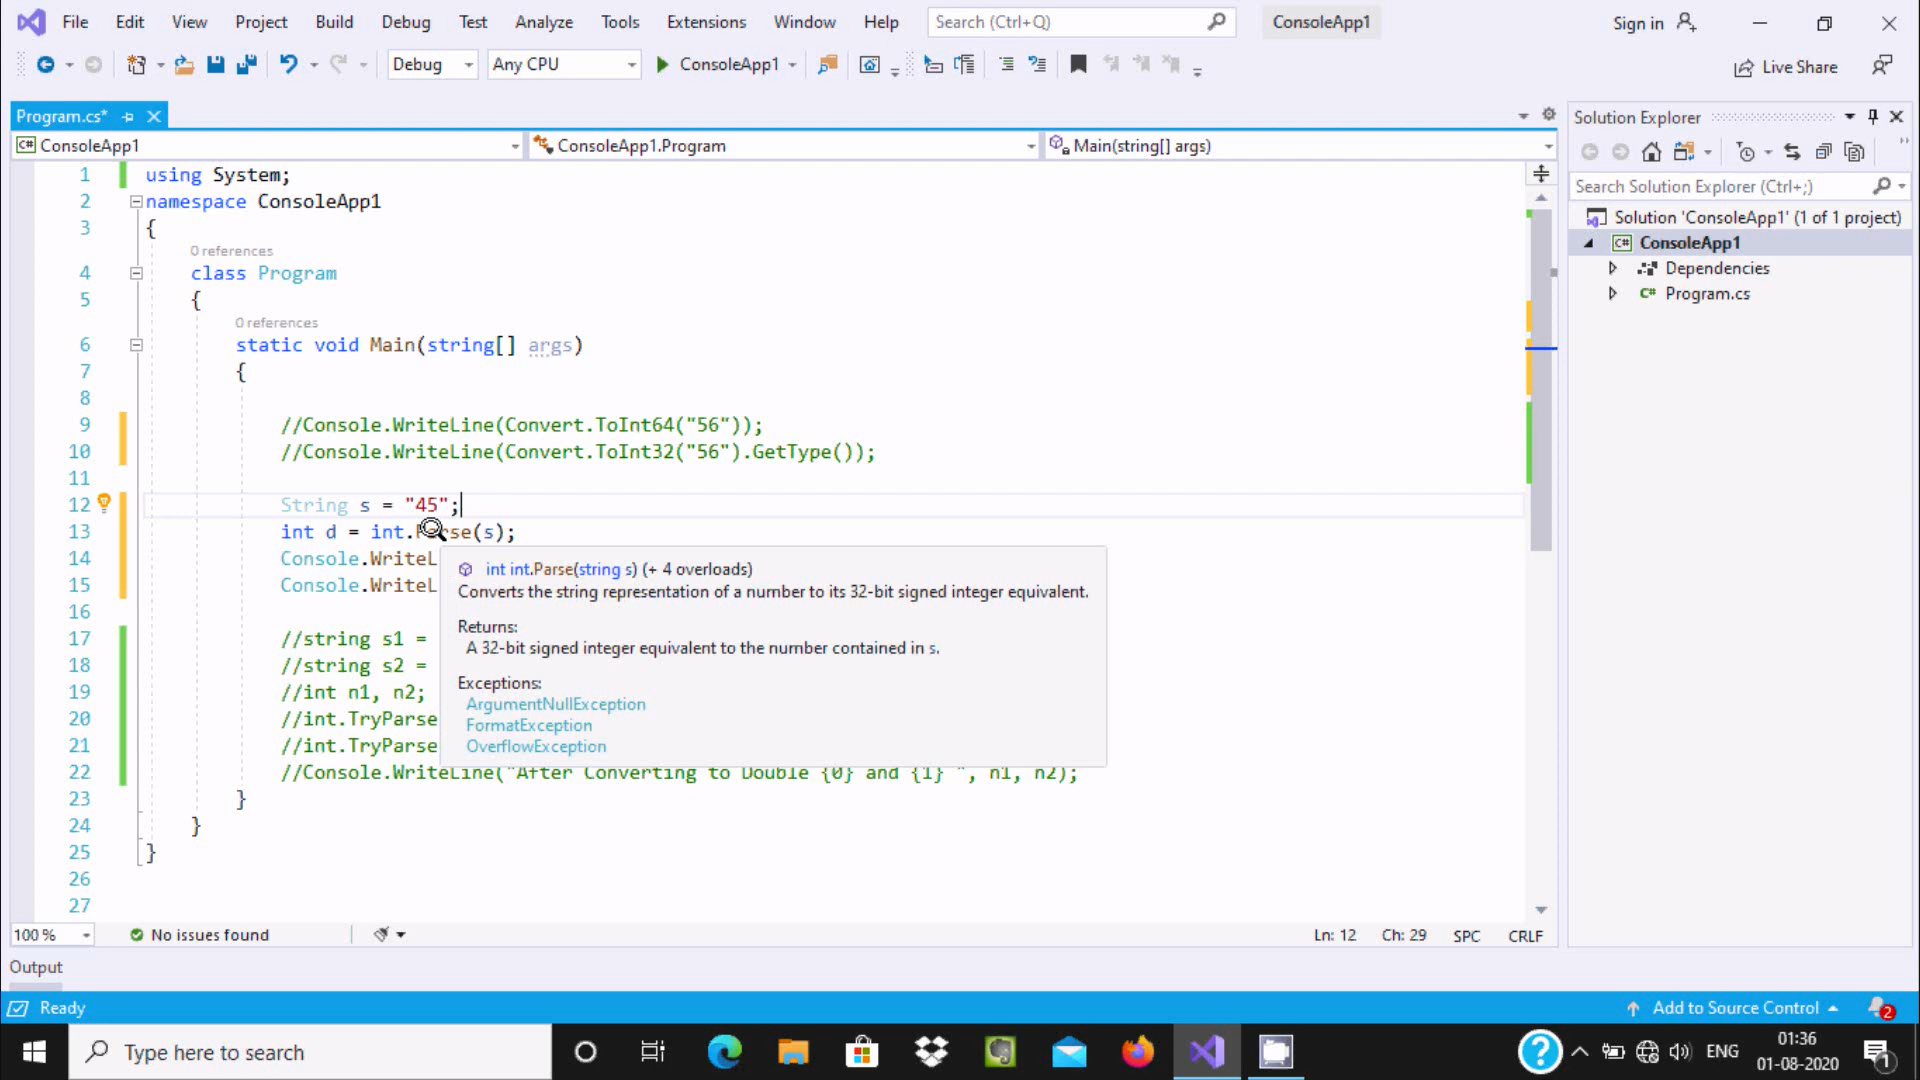 File Edit View Project Build Debug Test Analyze Tools Extensions Window Help Search (Ctrl+Q) ConsoleApp1 Sign in
Debug Any CPU ConsoleApp1 Live Share
Program.cs*
ConsoleApp1 ConsoleApp1.Program Main(string[] args)
1 using System;
2 namespace ConsoleApp1
3 {
0 references
4 class Program
5 {
0 references
6 static void Main(string[] args)
7 {
8
9 //Console.WriteLine(Convert.ToInt64("56"));
10 //Console.WriteLine(Convert.ToInt32("56").GetType());
11
12 String s = "45";
13 int d = int.Parse(s);
14 Console.WriteL
15 Console.WriteL
16
17 //string s1 =
18 //string s2 =
19 //int n1, n2;
20 //int.TryParse
21 //int.TryParse
22 //Console.WriteLine("After Converting to Double {0} and {1} ", n1, n2);
23 }
24 }
25 }
26
27
int int.Parse(string s) (+ 4 overloads)
Converts the string representation of a number to its 32-bit signed integer equivalent.
Returns:
A 32-bit signed integer equivalent to the number contained in s.
Exceptions:
ArgumentNullException
FormatException
OverflowException
Solution Explorer
Search Solution Explorer (Ctrl+;)
Solution 'ConsoleApp1' (1 of 1 project)
C# ConsoleApp1
Dependencies
C# Program.cs
100 % No issues found Ln: 12 Ch: 29 SPC CRLF
Output
Ready Add to Source Control 2
Type here to search ENG 01:36
01-08-2020 1